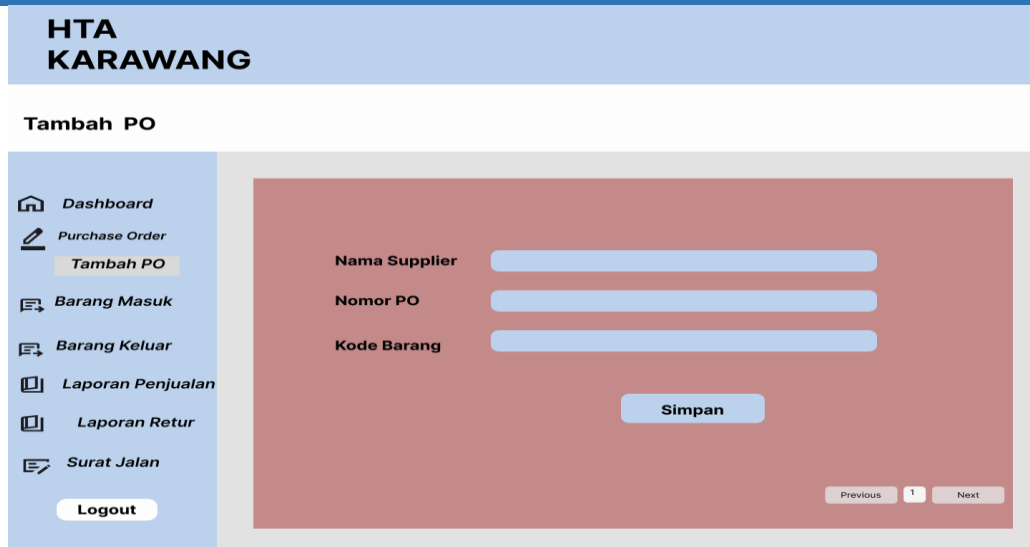 HTA
KARAWANG
Tambah PO
Dashboard
Purchase Order
Tambah PO
Barang Masuk
Barang Keluar
Laporan Penjualan
Laporan Retur
Surat Jalan
Logout
Nama Supplier
Nomor PO
Kode Barang
Simpan
Previous 1 Next